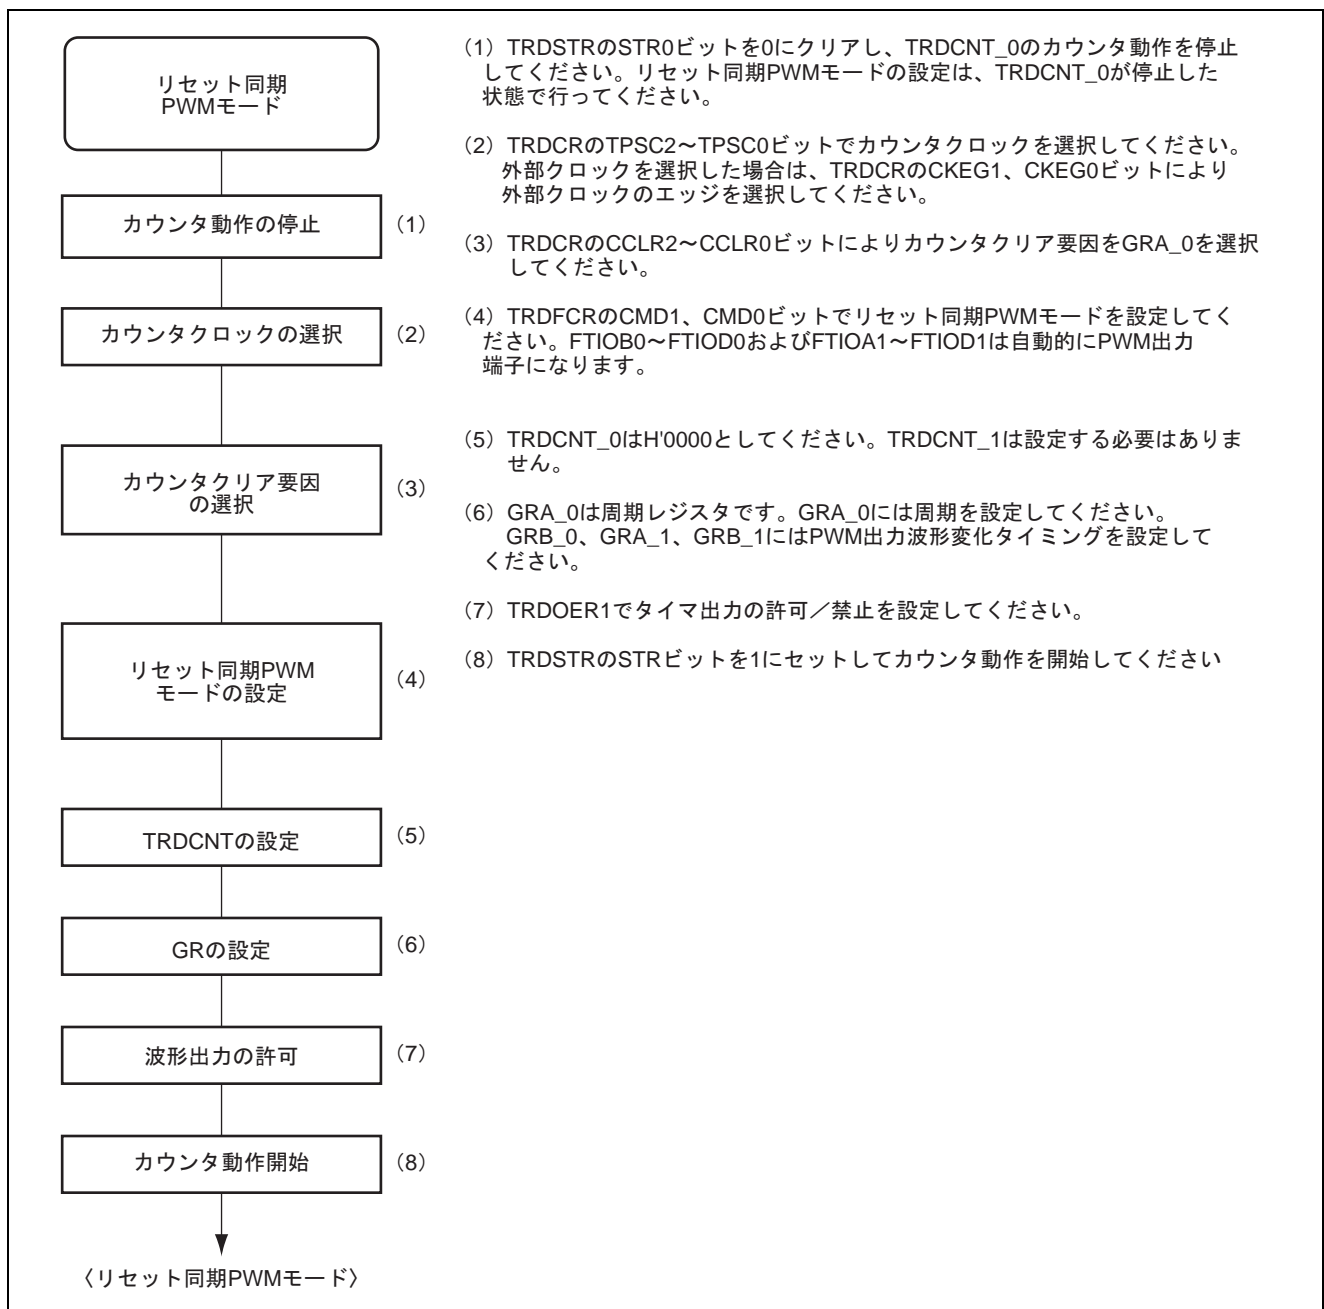 リセット同期
PWMモード
カウンタ動作の停止 （1）
カウンタクロックの選択 （2）
カウンタクリア要因
の選択 （3）
リセット同期PWM
モードの設定 （4）
TRDCNTの設定 （5）
GRの設定 （6）
波形出力の許可 （7）
カウンタ動作開始 （8）
〈リセット同期PWMモード〉
（1）TRDSTRのSTR0ビットを0にクリアし、TRDCNT_0のカウンタ動作を停止
してください。リセット同期PWMモードの設定は、TRDCNT_0が停止した
状態で行ってください。
（2）TRDCRのTPSC2～TPSC0ビットでカウンタクロックを選択してください。
外部クロックを選択した場合は、TRDCRのCKEG1、CKEG0ビットにより
外部クロックのエッジを選択してください。
（3）TRDCRのCCLR2～CCLR0ビットによりカウンタクリア要因をGRA_0を選択
してください。
（4）TRDFCRのCMD1、CMD0ビットでリセット同期PWMモードを設定してく
ださい。FTIOB0～FTIOD0およびFTIOA1～FTIOD1は自動的にPWM出力
端子になります。
（5）TRDCNT_0はH'0000としてください。TRDCNT_1は設定する必要はありま
せん。
（6）GRA_0は周期レジスタです。GRA_0には周期を設定してください。
GRB_0、GRA_1、GRB_1にはPWM出力波形変化タイミングを設定して
ください。
（7）TRDOER1でタイマ出力の許可／禁止を設定してください。
（8）TRDSTRのSTRビットを1にセットしてカウンタ動作を開始してください